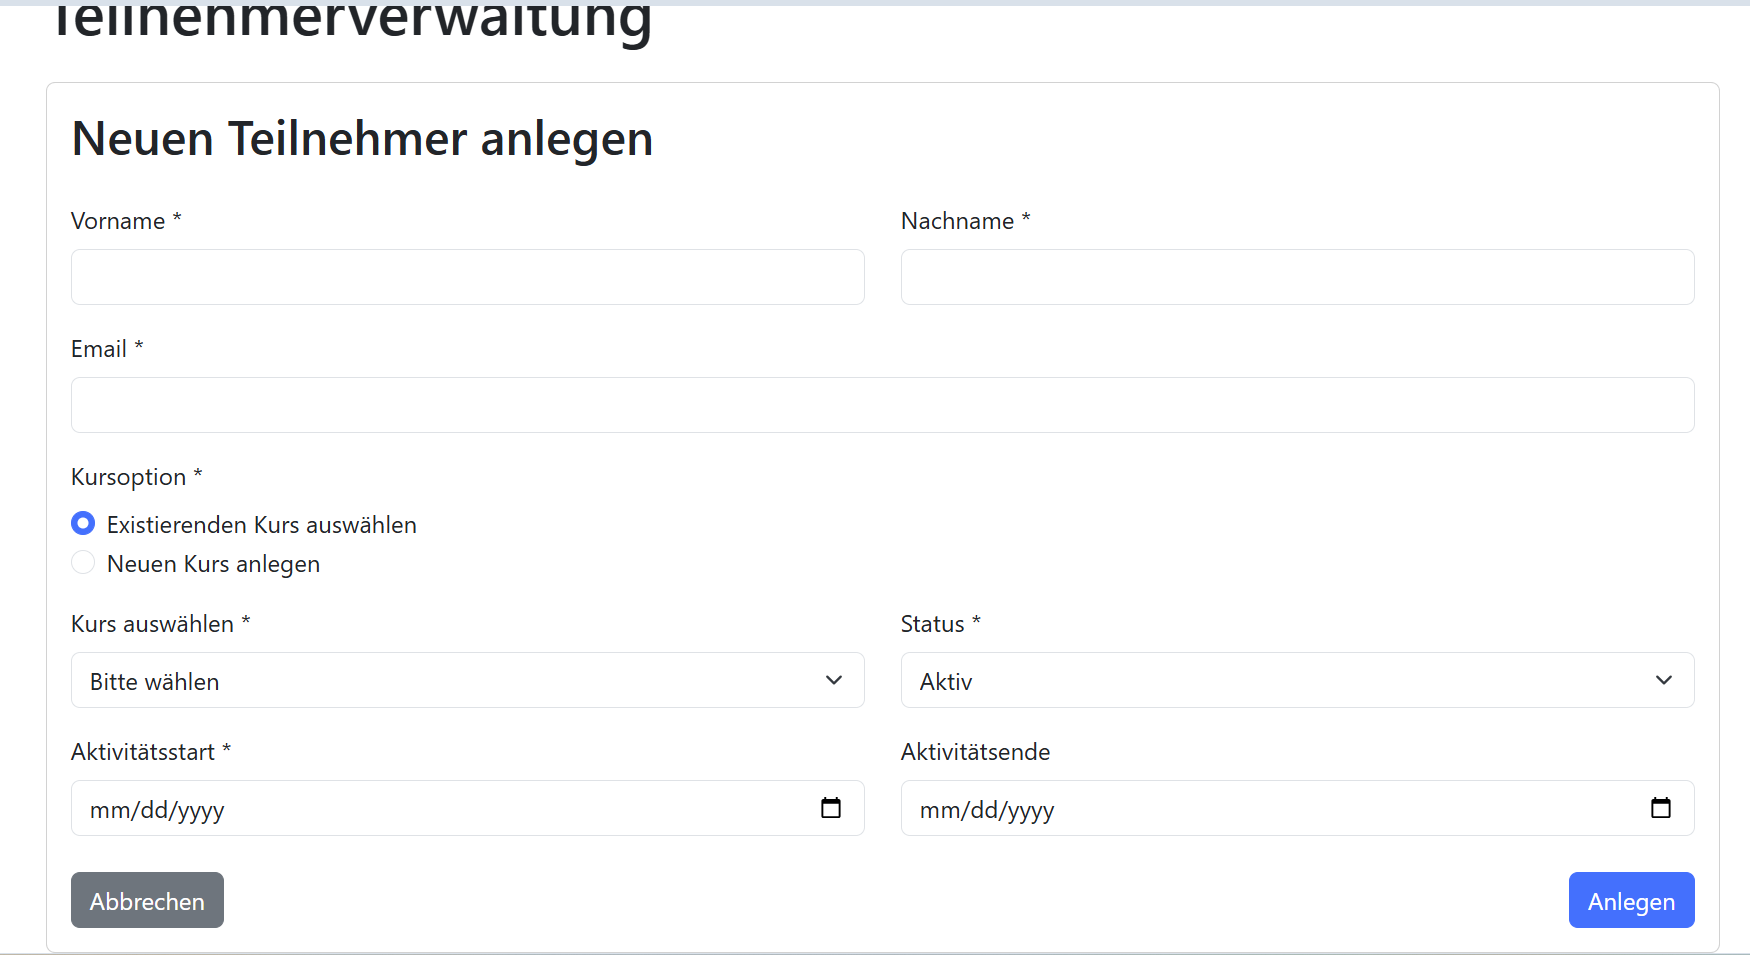 Teilnehmerverwaltung
Neuen Teilnehmer anlegen
Vorname *
Nachname *
Email *
Kursoption *
Existierenden Kurs auswählen
Neuen Kurs anlegen
Kurs auswählen *
Status *
Bitte wählen
Aktiv
Aktivitätsstart *
Aktivitätsende
mm/dd/yyyy
mm/dd/yyyy
Abbrechen
Anlegen